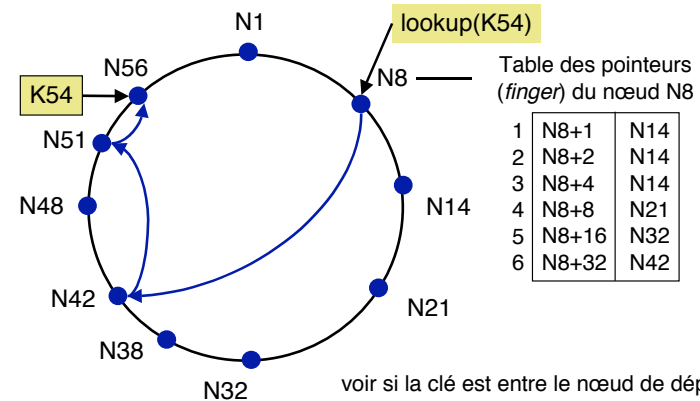 lookup(K54)
N1
N56
N8
K54
N51
N48
N42
N38
N32
N21
N14
Table des pointeurs
(finger) du nœud N8
1 N8+1 N14
2 N8+2 N14
3 N8+4 N14
4 N8+8 N21
5 N8+16 N32
6 N8+32 N42
voir si la clé est entre le nœud de dép